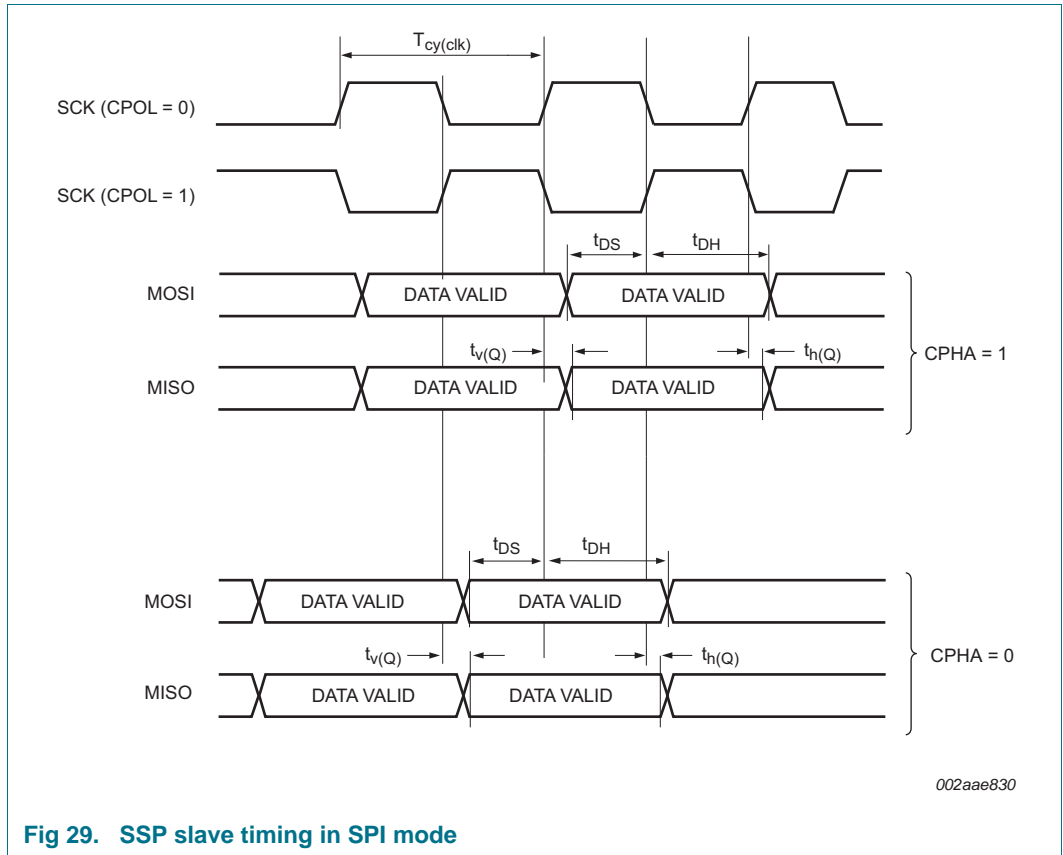 Tcy(clk)
SCK (CPOL = 0)
SCK (CPOL = 1)
tDS tDH
MOSI DATA VALID DATA VALID
tv(Q) th(Q)
CPHA = 1
MISO DATA VALID DATA VALID
tDS tDH
MOSI DATA VALID DATA VALID
tv(Q) th(Q)
CPHA = 0
MISO DATA VALID DATA VALID
002aae830
Fig 29. SSP slave timing in SPI mode